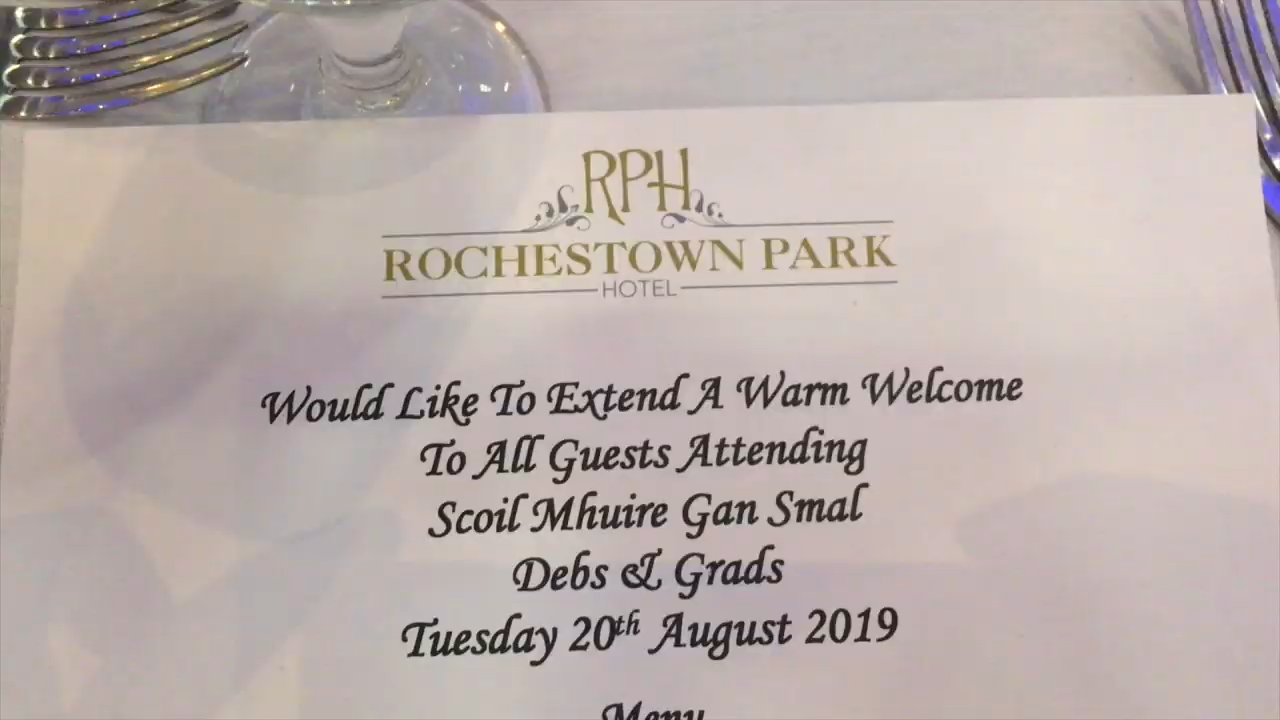 RPH
ROCHESTOWN PARK
HOTEL
Would Like To Extend A Warm Welcome
To All Guests Attending
Scoil Mhuire Gan Smal
Debs & Grads
Tuesday 20th August 2019
Menu